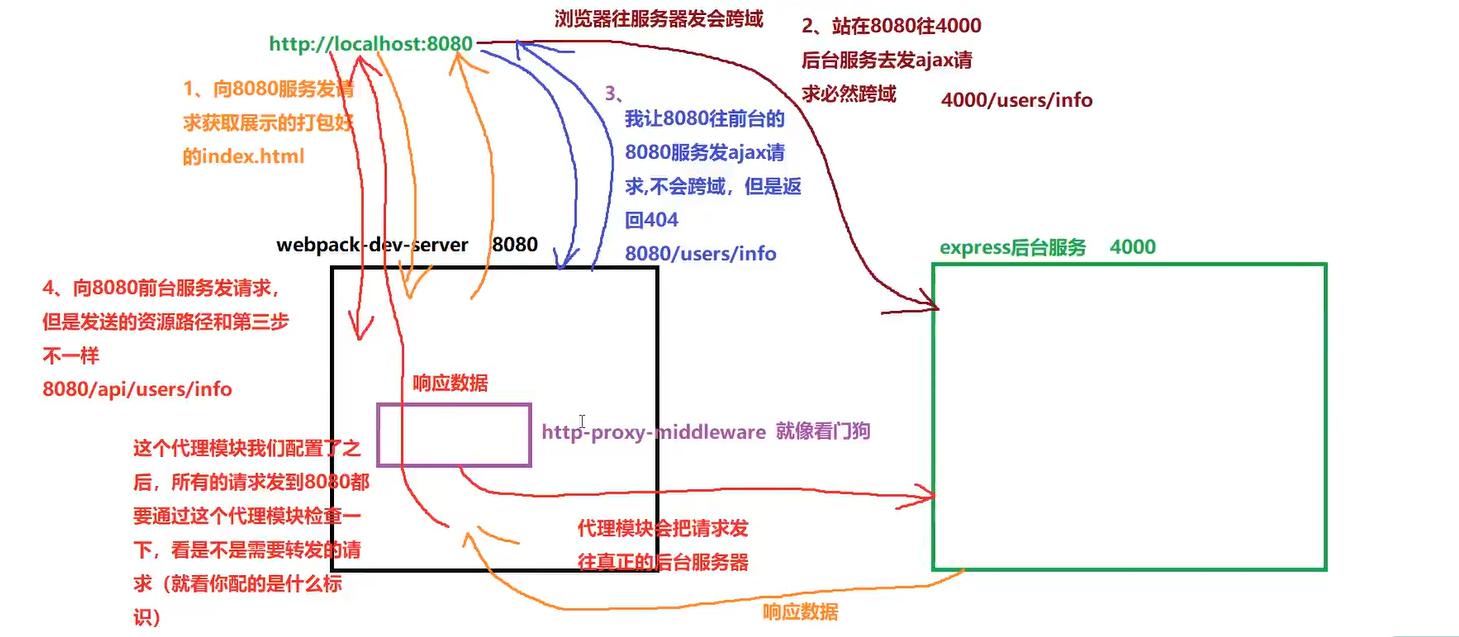 浏览器往服务器发会跨域
http://localhost:8080
2、站在8080往4000
后台服务去发ajax请
求必然跨域
4000/users/info
1、向8080服务发请
求获取展示的打包好
的index.html
3、
我让8080往前台的
8080服务发ajax请
求,不会跨域，但是返
回404
8080/users/info
webpack-dev-server 8080
express后台服务 4000
4、向8080前台服务发请求，
但是发送的资源路径和第三步
不一样
8080/api/users/info
响应数据
http-proxy-middleware 就像看门狗
这个代理模块我们配置了之
后，所有的请求发到8080都
要通过这个代理模块检查一
下，看是不是需要转发的请
求（就看你配的是什么标
识）
代理模块会把请求发
往真正的后台服务器
响应数据